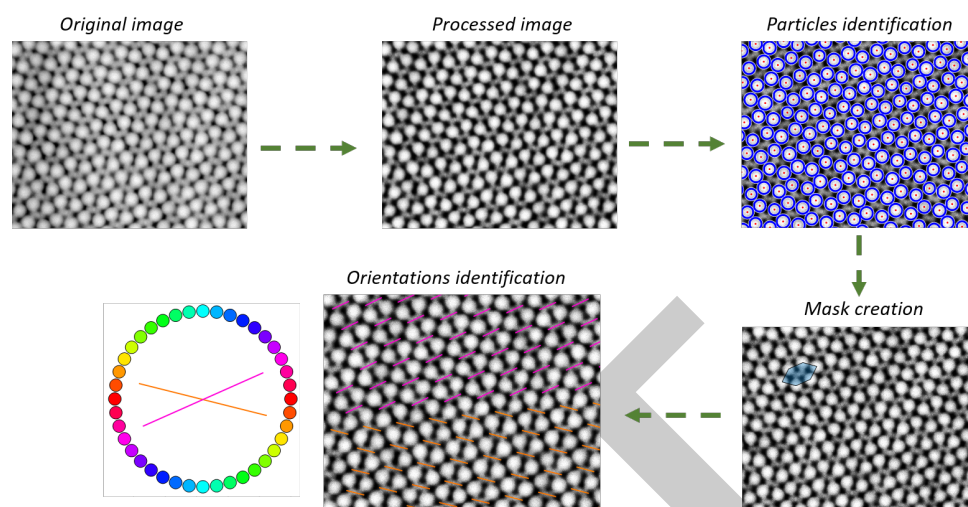 Original image
Processed image
Particles identification
Orientations identification
Mask creation